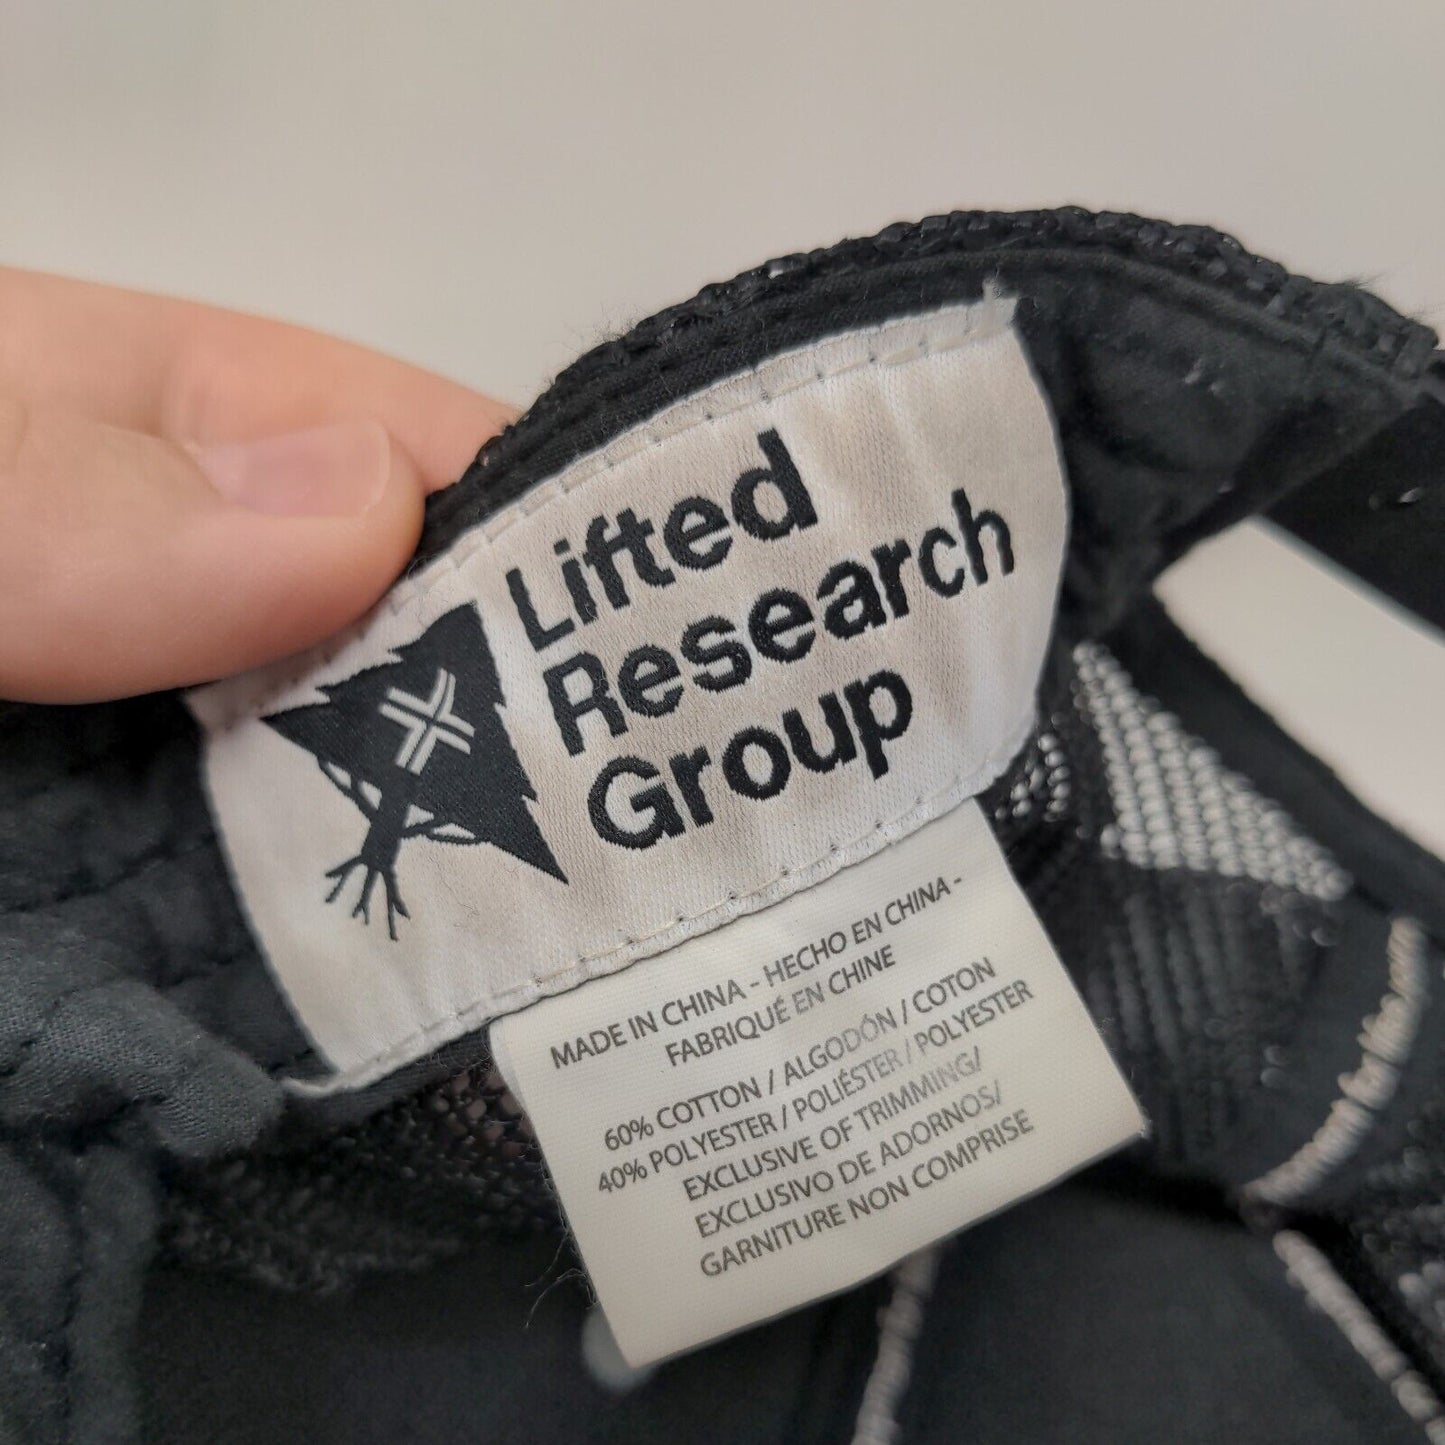 Lifted
Research
Group
MADE IN CHINA - HECHO EN CHINA -
FABRIQUÉ EN CHINE
60% COTTON / ALGODÓN / COTON
40% POLYESTER / POLIÉSTER / POLYESTER
EXCLUSIVE OF TRIMMING/
EXCLUSIVO DE ADORNOS/
GARNITURE NON COMPRISE